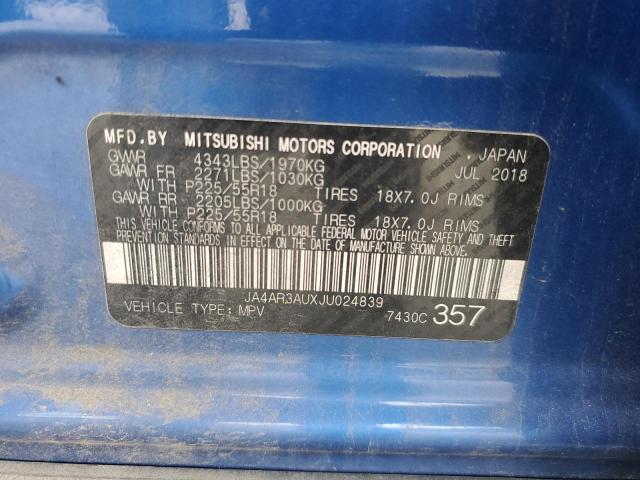 MFD.BY MITSUBISHI MOTORS CORPORATION , JAPAN
GVWR 4343LBS/1970KG JUL 2018
GAWR FR 2271LBS/1030KG
WITH P225/55R18 TIRES 18X7.0J RIMS
GAWR RR 2205LBS/1000KG
WITH P225/55R18 TIRES 18X7.0J RIMS
THIS VEHICLE CONFORMS TO ALL APPLICABLE FEDERAL MOTOR VEHICLE SAFETY AND THEFT
PREVENTION STANDARDS IN EFFECT ON THE DATE OF MANUFACTURE SHOWN ABOVE.
JA4AR3AUXJU024839
VEHICLE TYPE: MPV 7430C 357